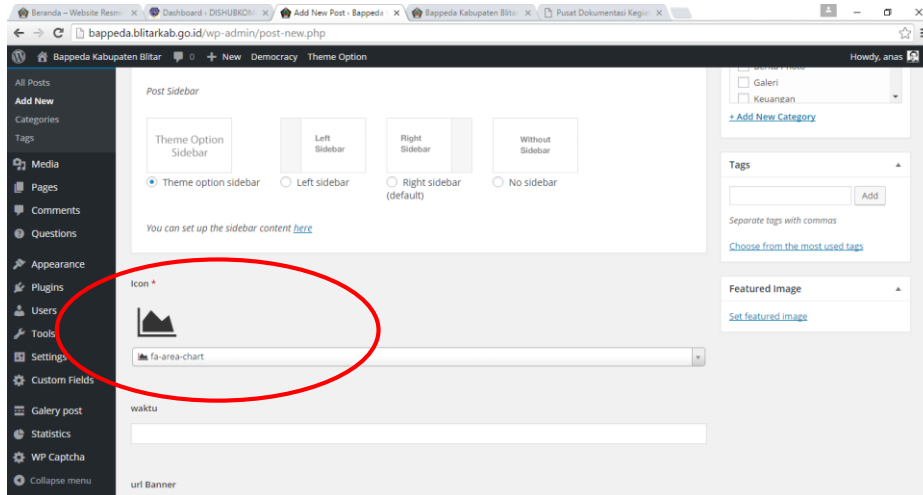 Beranda – Website Resm
Dashboard ‹ DISHUBKOM
Add New Post ‹ Bappeda
Bappeda Kabupaten Blita
Pusat Dokumentasi Kegia
bappeda.blitarkab.go.id/wp-admin/post-new.php
Bappeda Kabupaten Blitar 0 + New Democracy Theme Option Howdy, anas
All Posts
Add New
Categories
Tags
Media
Pages
Comments
Questions
Appearance
Plugins
Users
Tools
Settings
Custom Fields
Galery post
Statistics
WP Captcha
Collapse menu
Post Sidebar
Theme Option
Sidebar
Left
Sidebar
Right
Sidebar
Without
Sidebar
Theme option sidebar
Left sidebar
Right sidebar
(default)
No sidebar
You can set up the sidebar content here
Icon *
fa-area-chart
waktu
url Banner
Galeri
Keuangan
+ Add New Category
Tags
Add
Separate tags with commas
Choose from the most used tags
Featured Image
Set featured image